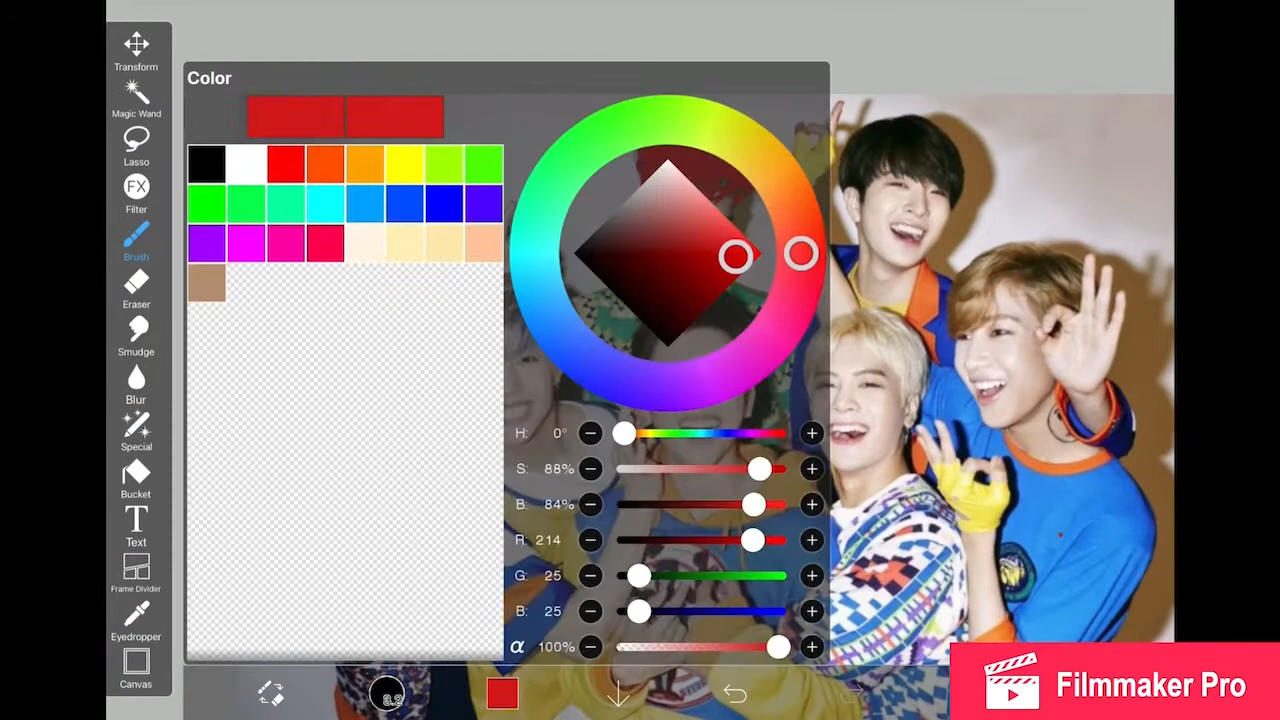 Transform
Magic Wand
Lasso
FX
Filter
Brush
Eraser
Smudge
Blur
Special
Bucket
T
Text
Frame Divider
Eyedropper
Canvas
Color
H: 0°
S: 88%
B: 84%
R: 214
G: 25
B: 25
α 100%
8.2
Filmmaker Pro